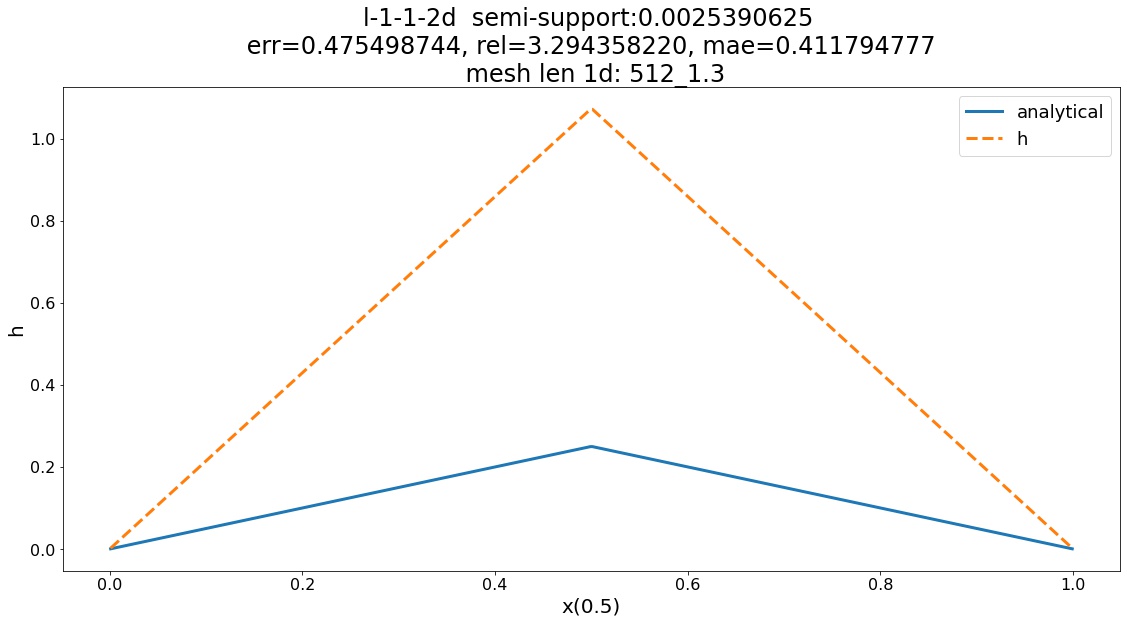 l-1-1-2d  semi-support:0.0025390625
err=0.475498744, rel=3.294358220, mae=0.411794777
mesh len 1d: 512_1.3
analytical
h
1.0
0.8
0.6
0.4
0.2
0.0
h
0.0 0.2 0.4 0.6 0.8 1.0
x(0.5)